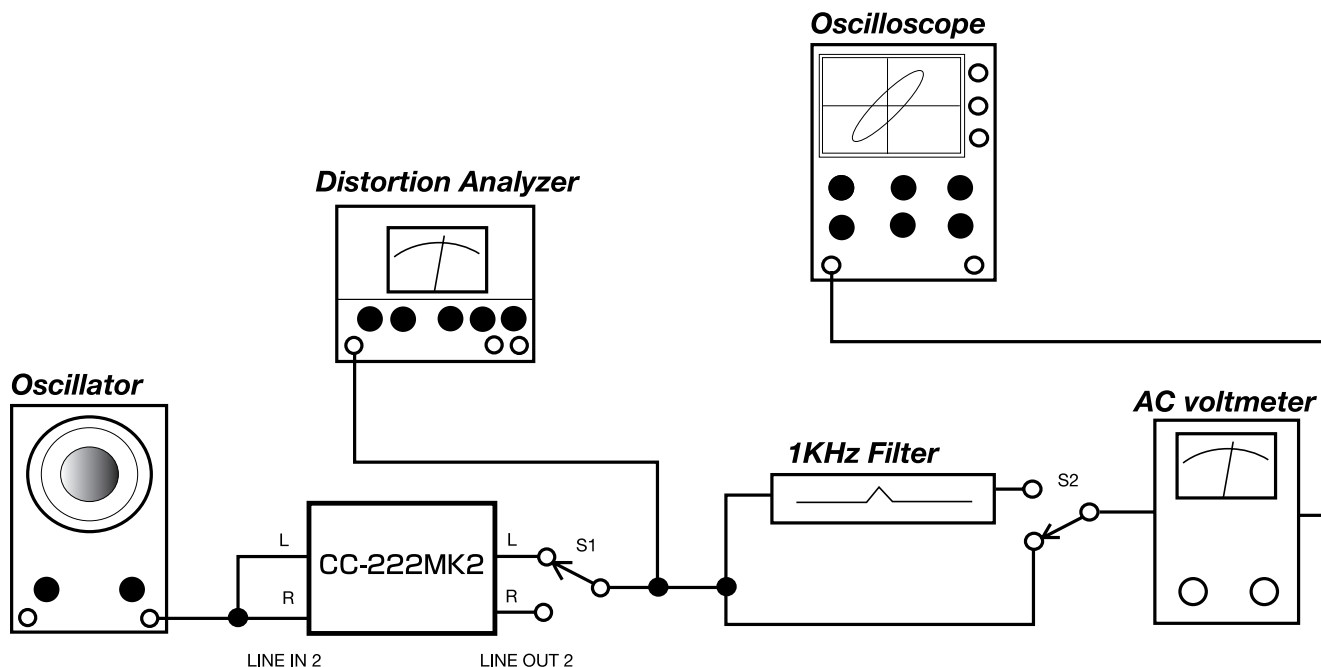 Oscilloscope
Distortion Analyzer
Oscillator
AC voltmeter
1KHz Filter
S2
L
CC-222MK2
L
S1
R
R
LINE IN 2
LINE OUT 2